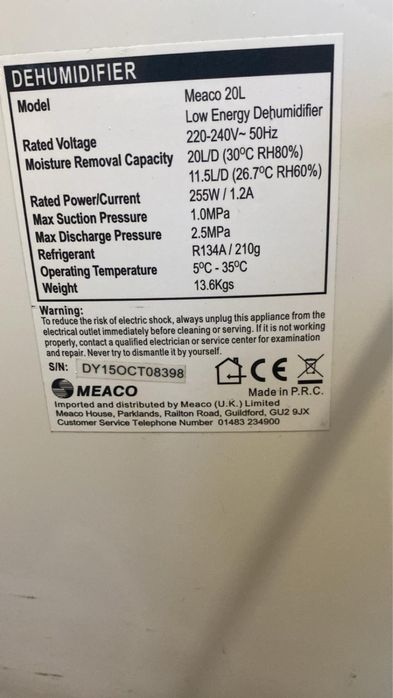 DEHUMIDIFIER
Model Meaco 20L
Low Energy Dehumidifier
Rated Voltage 220-240V~ 50Hz
Moisture Removal Capacity 20L/D (30ºC RH80%)
11.5L/D (26.7ºC RH60%)
Rated Power/Current 255W / 1.2A
Max Suction Pressure 1.0MPa
Max Discharge Pressure 2.5MPa
Refrigerant R134A / 210g
Operating Temperature 5ºC - 35ºC
Weight 13.6Kgs
Warning:
To reduce the risk of electric shock, always unplug this appliance from the
electrical outlet immediately before cleaning or serving. If it is not working
properly, contact a qualified electrician or service center for examination
and repair. Never try to dismantle it by yourself.
S/N: DY15OCT08398 CE
MEACO Made in P.R.C.
Imported and distributed by Meaco (U.K.) Limited
Meaco House, Parklands, Railton Road, Guildford, GU2 9JX
Customer Service Telephone Number 01483 234900